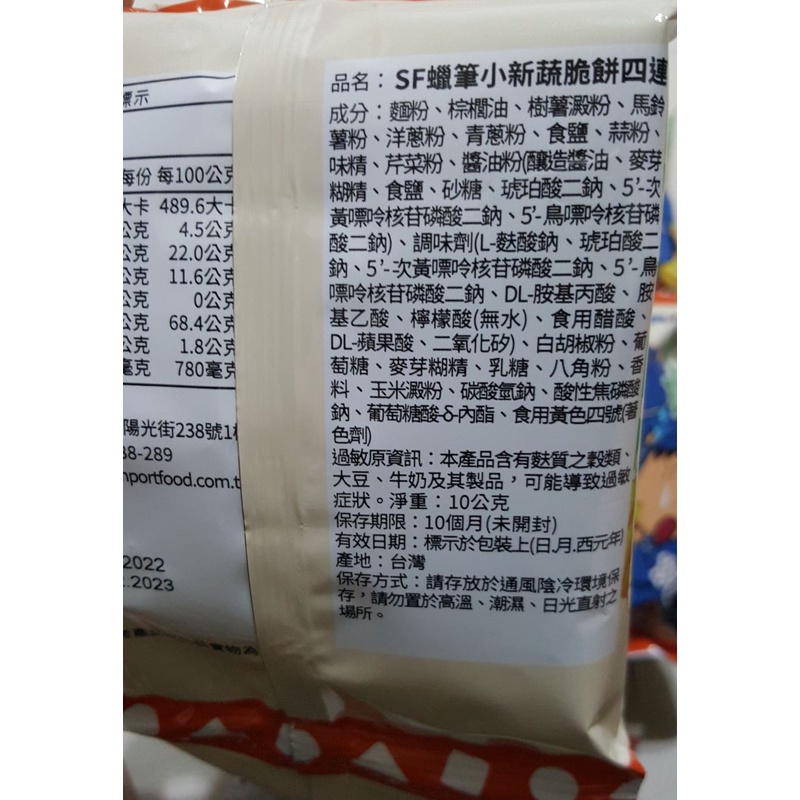 標示
每份 每100公克
大卡 489.6大卡
公克 4.5公克
公克 22.0公克
公克 11.6公克
公克 0公克
公克 68.4公克
公克 1.8公克
毫克 780毫克
陽光街238號1樓
38-289
mportfood.com.t
2022
.2023
品名：SF蠟筆小新蔬脆餅四連
成分：麵粉、棕櫚油、樹薯澱粉、馬鈴
薯粉、洋蔥粉、青蔥粉、食鹽、蒜粉、
味精、芹菜粉、醬油粉(釀造醬油、麥芽
糊精、食鹽、砂糖、琥珀酸二鈉、5’-次
黃嘌呤核苷磷酸二鈉、5’-鳥嘌呤核苷磷
酸二鈉)、調味劑(L-麩酸鈉、琥珀酸二
鈉、5’-次黃嘌呤核苷磷酸二鈉、5’-鳥
嘌呤核苷磷酸二鈉、DL-胺基丙酸、胺
基乙酸、檸檬酸(無水)、食用醋酸、
DL-蘋果酸、二氧化矽)、白胡椒粉、葡
萄糖、麥芽糊精、乳糖、八角粉、香
料、玉米澱粉、碳酸氫鈉、酸性焦磷酸
鈉、葡萄糖酸-δ-內酯、食用黃色四號(著
色劑)
過敏原資訊：本產品含有麩質之穀類、
大豆、牛奶及其製品，可能導致過敏
症狀。淨重：10公克
保存期限：10個月(未開封)
有效日期：標示於包裝上(日.月.西元年)
產地：台灣
保存方式：請存放於通風陰冷環境保
存，請勿置於高溫、潮濕、日光直射之
場所。